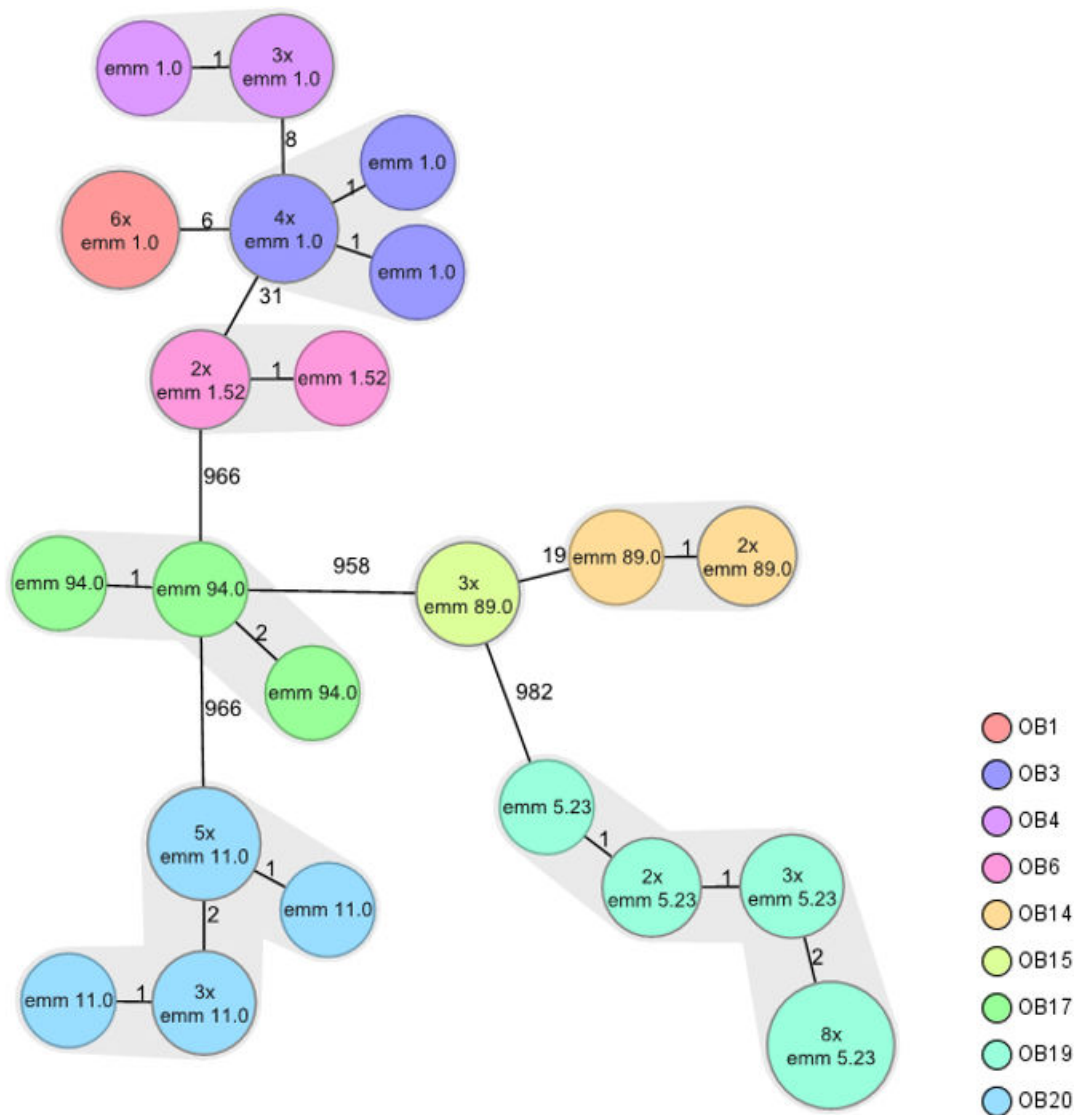 emm 1.0
1
3x
emm 1.0
8
emm 1.0
1
6x
emm 1.0
6
4x
emm 1.0
1
emm 1.0
31
2x
emm 1.52
1
emm 1.52
966
emm 94.0
1
emm 94.0
958
3x
emm 89.0
19
emm 89.0
1
2x
emm 89.0
2
emm 94.0
966
982
5x
emm 11.0
1
emm 11.0
2
emm 11.0
1
3x
emm 11.0
emm 5.23
1
2x
emm 5.23
1
3x
emm 5.23
2
8x
emm 5.23
OB1
OB3
OB4
OB6
OB14
OB15
OB17
OB19
OB20